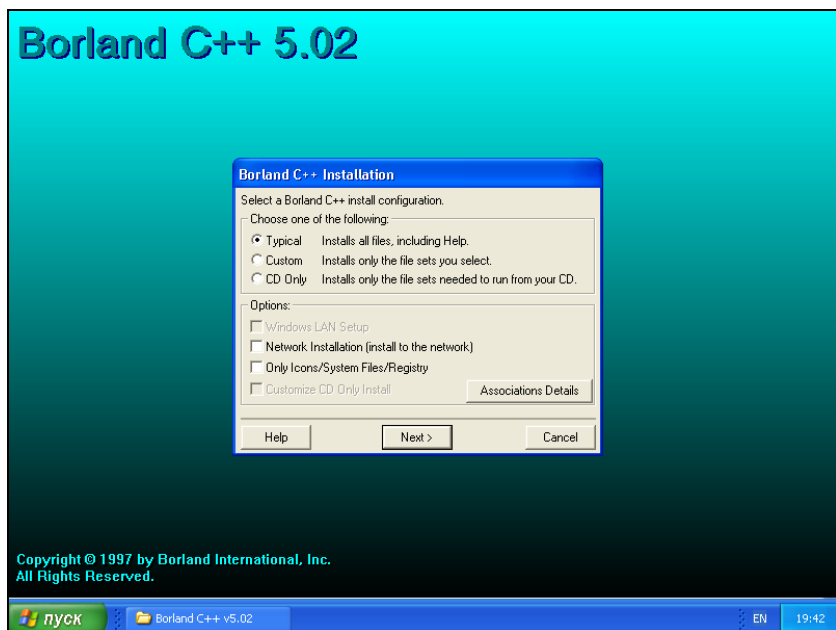 Borland C++ 5.02
Borland C++ Installation
Select a Borland C++ install configuration.
Choose one of the following:
Typical Installs all files, including Help.
Custom Installs only the file sets you select.
CD Only Installs only the file sets needed to run from your CD.
Options:
Windows LAN Setup
Network Installation (install to the network)
Only Icons/System Files/Registry
Customize CD Only Install Associations Details
Help Next > Cancel
Copyright © 1997 by Borland International, Inc.
All Rights Reserved.
пуск Borland C++ v5.02 EN 19:42